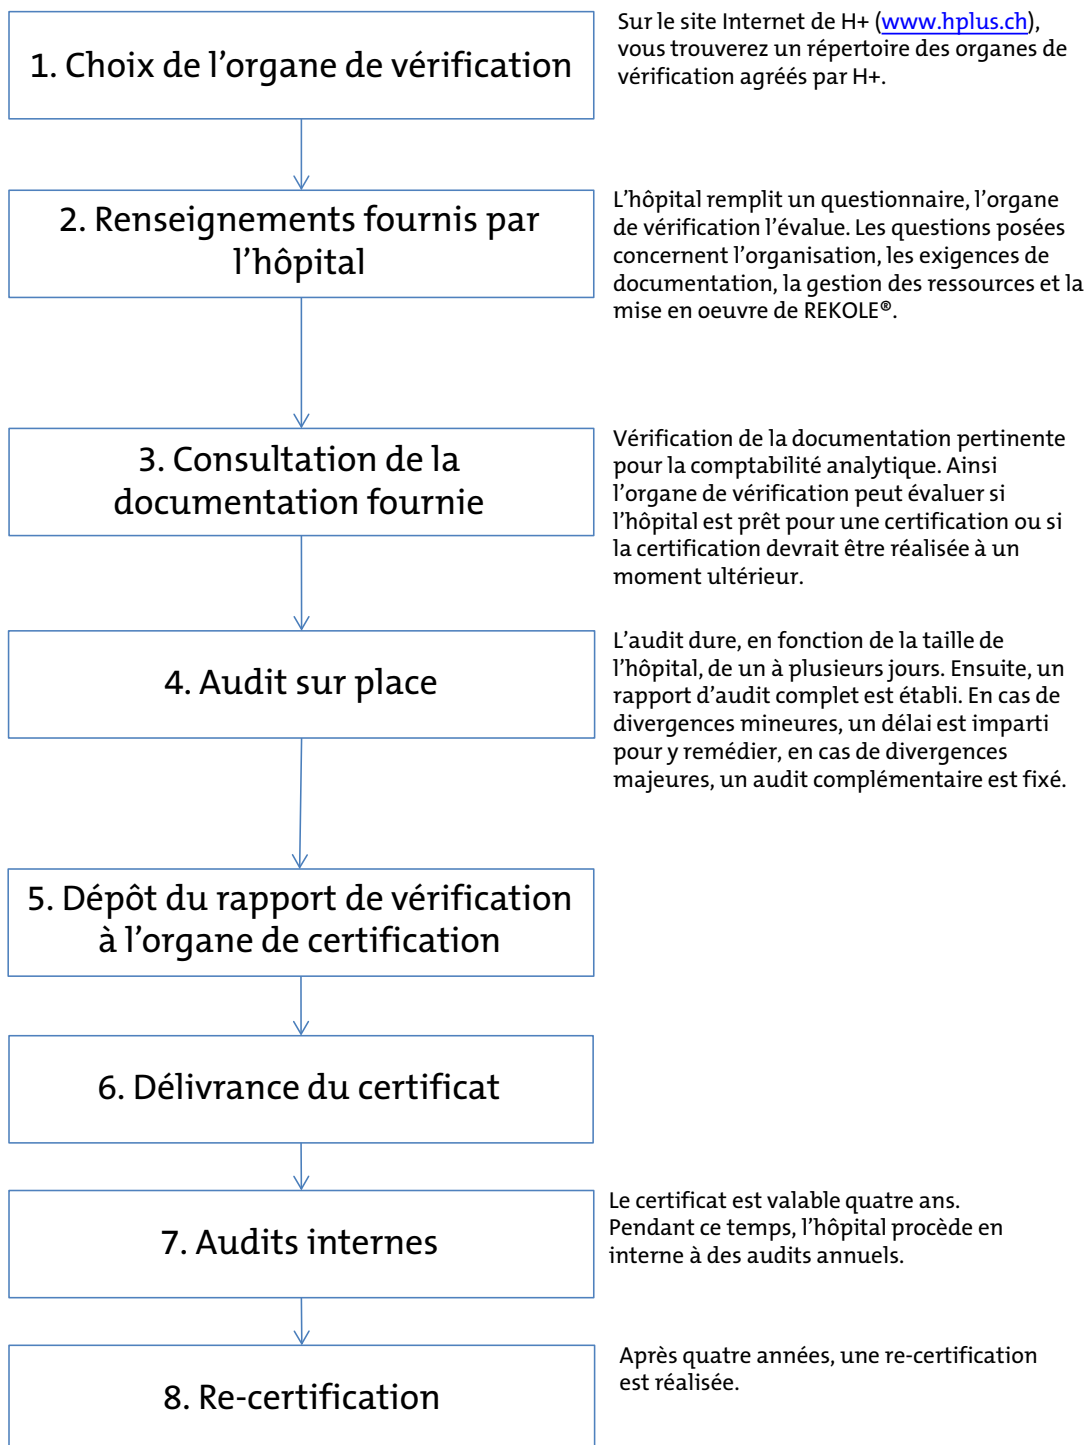 1. Choix de l’organe de vérification
Sur le site Internet de H+ (www.hplus.ch),
vous trouverez un répertoire des organes de
vérification agréés par H+.
2. Renseignements fournis par
l’hôpital
L’hôpital remplit un questionnaire, l’organe
de vérification l’évalue. Les questions posées
concernent l’organisation, les exigences de
documentation, la gestion des ressources et la
mise en oeuvre de REKOLE®.
3. Consultation de la
documentation fournie
Vérification de la documentation pertinente
pour la comptabilité analytique. Ainsi
l’organe de vérification peut évaluer si
l’hôpital est prêt pour une certification ou si
la certification devrait être réalisée à un
moment ultérieur.
4. Audit sur place
L’audit dure, en fonction de la taille de
l’hôpital, de un à plusieurs jours. Ensuite, un
rapport d’audit complet est établi. En cas de
divergences mineures, un délai est imparti
pour y remédier, en cas de divergences
majeures, un audit complémentaire est fixé.
5. Dépôt du rapport de vérification
à l’organe de certification
6. Délivrance du certificat
7. Audits internes
Le certificat est valable quatre ans.
Pendant ce temps, l’hôpital procède en
interne à des audits annuels.
8. Re-certification
Après quatre années, une re-certification
est réalisée.